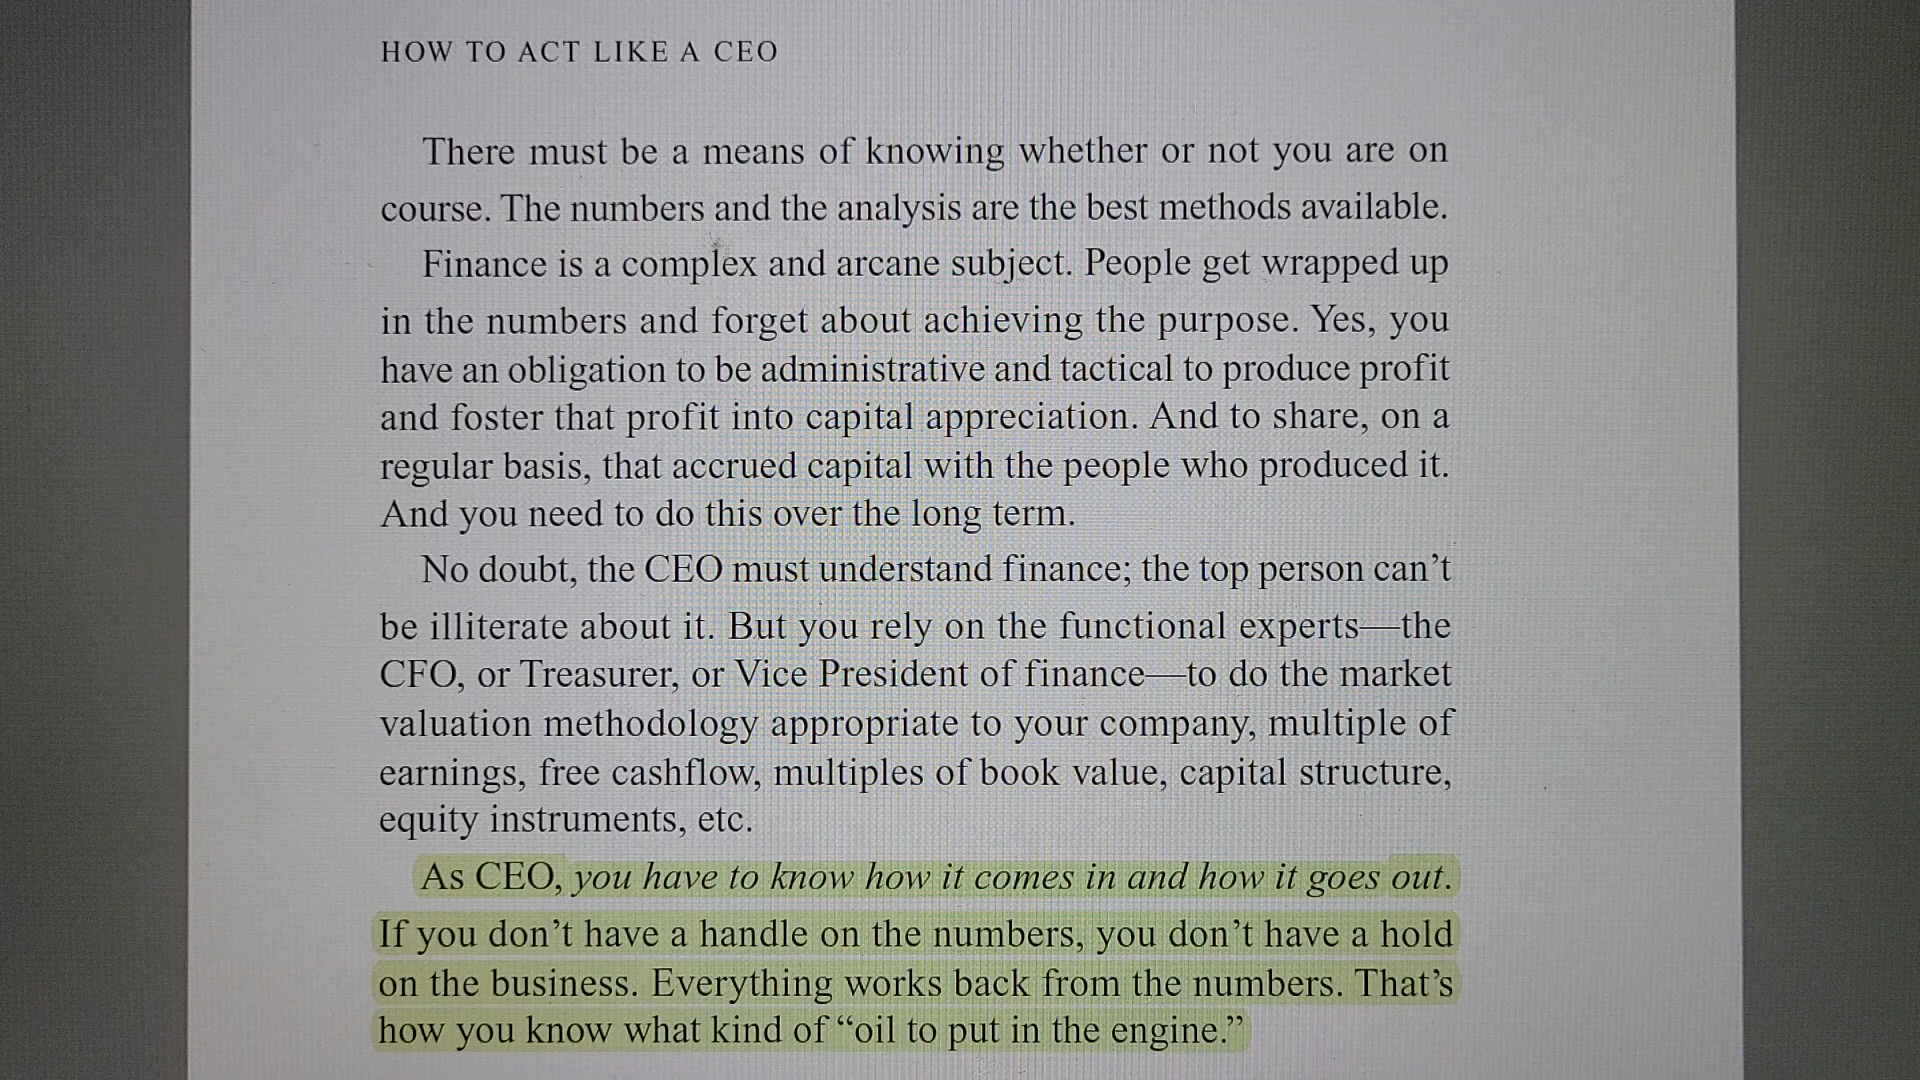 HOW TO ACT LIKE A CEO
There must be a means of knowing whether or not you are on
course. The numbers and the analysis are the best methods available.
Finance is a complex and arcane subject. People get wrapped up
in the numbers and forget about achieving the purpose. Yes, you
have an obligation to be administrative and tactical to produce profit
and foster that profit into capital appreciation. And to share, on a
regular basis, that accrued capital with the people who produced it.
And you need to do this over the long term.
No doubt, the CEO must understand finance; the top person can’t
be illiterate about it. But you rely on the functional experts—the
CFO, or Treasurer, or Vice President of finance—to do the market
valuation methodology appropriate to your company, multiple of
earnings, free cashflow, multiples of book value, capital structure,
equity instruments, etc.
As CEO, you have to know how it comes in and how it goes out.
If you don’t have a handle on the numbers, you don’t have a hold
on the business. Everything works back from the numbers. That’s
how you know what kind of “oil to put in the engine.”